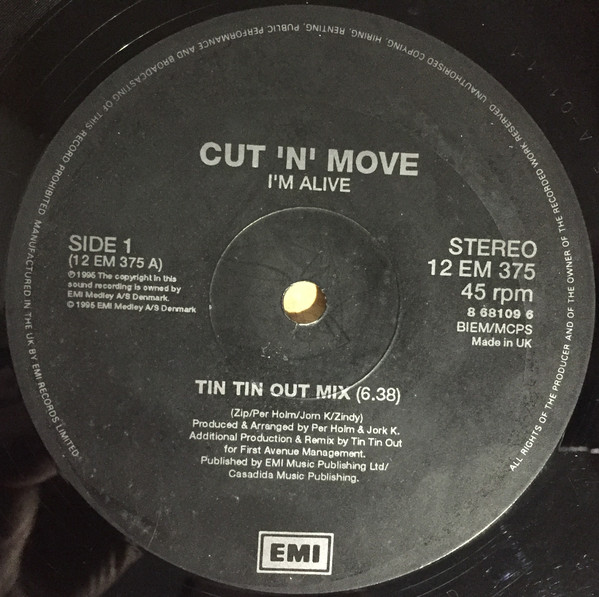 CUT 'N' MOVE
I'M ALIVE
SIDE 1
(12 EM 375 A)
℗ 1995 The copyright in this
sound recording is owned by
EMI Medley A/S Denmark.
© 1995 EMI Medley A/S Denmark
STEREO
12 EM 375
45 rpm
8 68109 6
BIEM/MCPS
Made in UK
TIN TIN OUT MIX (6.38)
(Zip/Per Holm/Jorn K/Zindy)
Produced & Arranged by Per Holm & Jork K.
Additional Production & Remix by Tin Tin Out
for First Avenue Management.
Published by EMI Music Publishing Ltd/
Casadida Music Publishing.
EMI
ALL RIGHTS OF THE PRODUCER AND OF THE OWNER OF THE RECORDED WORK RESERVED. UNAUTHORISED COPYING, HIRING, RENTING, PUBLIC PERFORMANCE AND BROADCASTING OF THIS RECORD PROHIBITED. MANUFACTURED IN THE UK BY EMI RECORDS LIMITED.